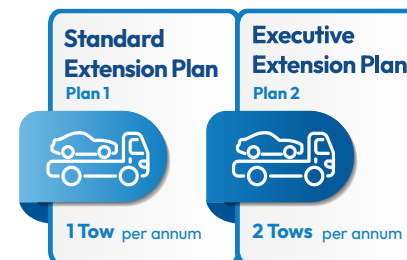 Standard
Extension Plan
Plan 1
1 Tow per annum
Executive
Extension Plan
Plan 2
2 Tows per annum